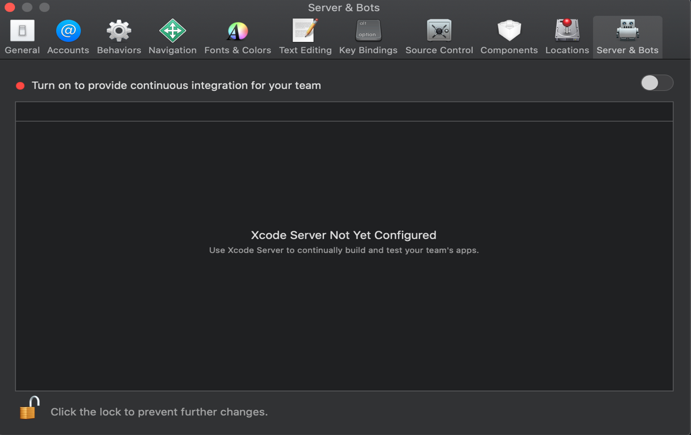 Server & Bots
General Accounts Behaviors Navigation Fonts & Colors Text Editing Key Bindings Source Control Components Locations Server & Bots
Turn on to provide continuous integration for your team
Xcode Server Not Yet Configured
Use Xcode Server to continually build and test your team's apps.
Click the lock to prevent further changes.